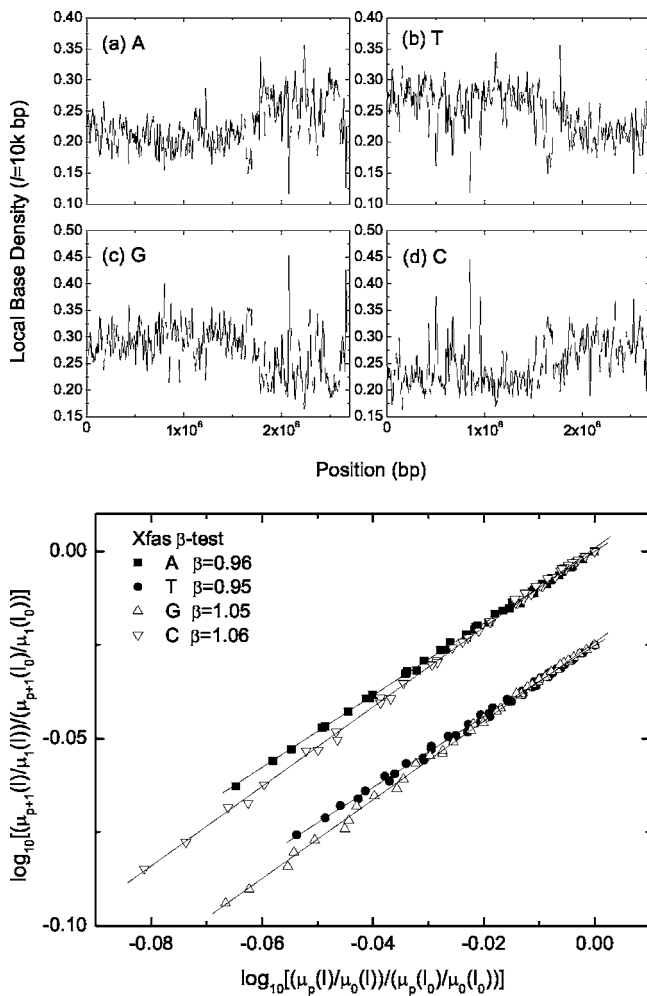 (a) A
(b) T
0.40
0.35
0.30
0.25
0.20
0.15
0.10
0.40
0.35
0.30
0.25
0.20
0.15
0.10
(c) G
(d) C
0.50
0.45
0.40
0.35
0.30
0.25
0.20
0.15
0.50
0.45
0.40
0.35
0.30
0.25
0.20
0.15
Local Base Density (l=10k bp)
0
1x10⁶
2x10⁶
0
1x10⁶
2x10⁶
Position (bp)
Xfas β-test
A β=0.96
T β=0.95
G β=1.05
C β=1.06
0.00
-0.05
-0.10
log₁₀[(μₚ₊₁(l)/μ₁(l))/(μₚ₊₁(l₀)/μ₁(l₀))]
-0.08
-0.06
-0.04
-0.02
0.00
log₁₀[(μₚ(l)/μ₀(l))/(μₚ(l₀)/μ₀(l₀))]